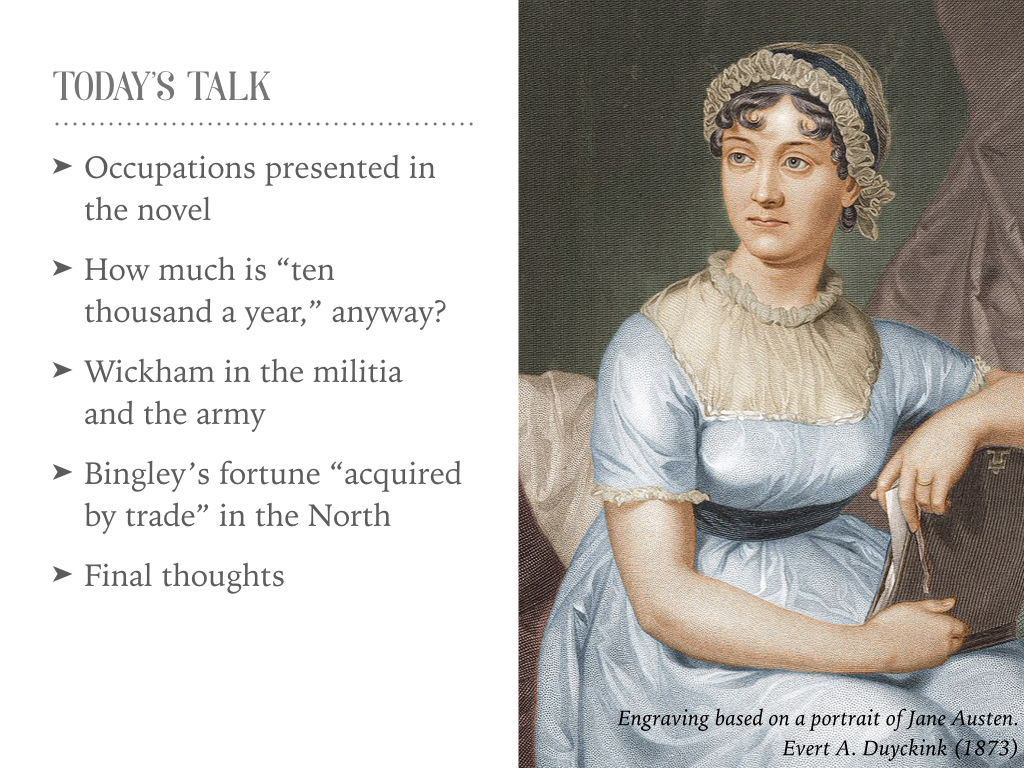 TODAY’S TALK
➤ Occupations presented in
the novel
➤ How much is “ten
thousand a year,” anyway?
➤ Wickham in the militia
and the army
➤ Bingley’s fortune “acquired
by trade” in the North
➤ Final thoughts
Engraving based on a portrait of Jane Austen.
Evert A. Duyckink (1873)